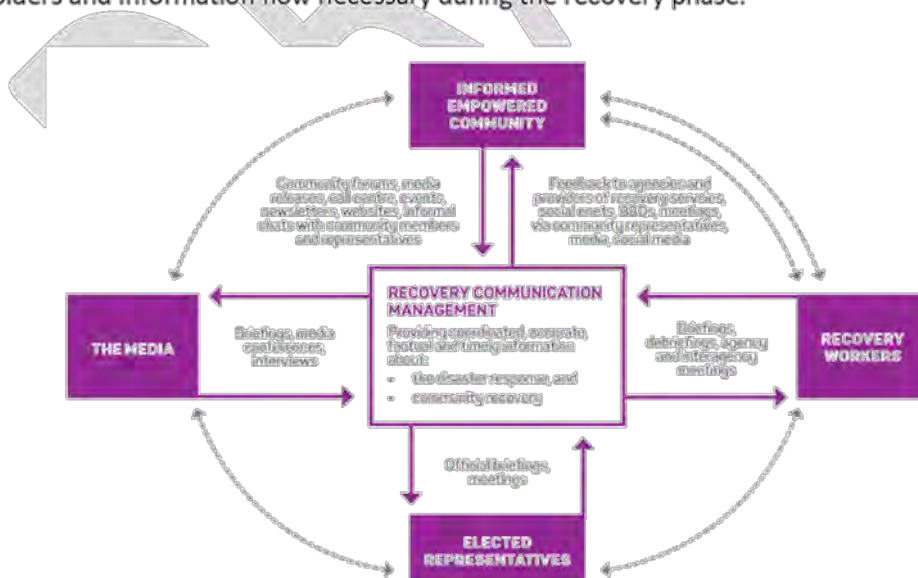 olders and information flow necessary during the recovery phase.
INFORMED
EMPOWERED
COMMUNITY
Community forums, media
releases, call centre, events,
newsletters, websites, informal
chats with community members
and representatives
Feedback to agencies and
providers of recovery servcies,
social enets, BBQs, meetings,
via community representatives,
media, social media
THE MEDIA
Briefings, media
conferences,
interviews
RECOVERY COMMUNICATION
MANAGEMENT
Providing coordinated, accurate,
factual and timely information
about:
- the disaster response, and
- community recovery
Briefings,
debriefings, agency
and interagency
meetings
RECOVERY
WORKERS
Official briefings,
meetings
ELECTED
REPRESENTATIVES